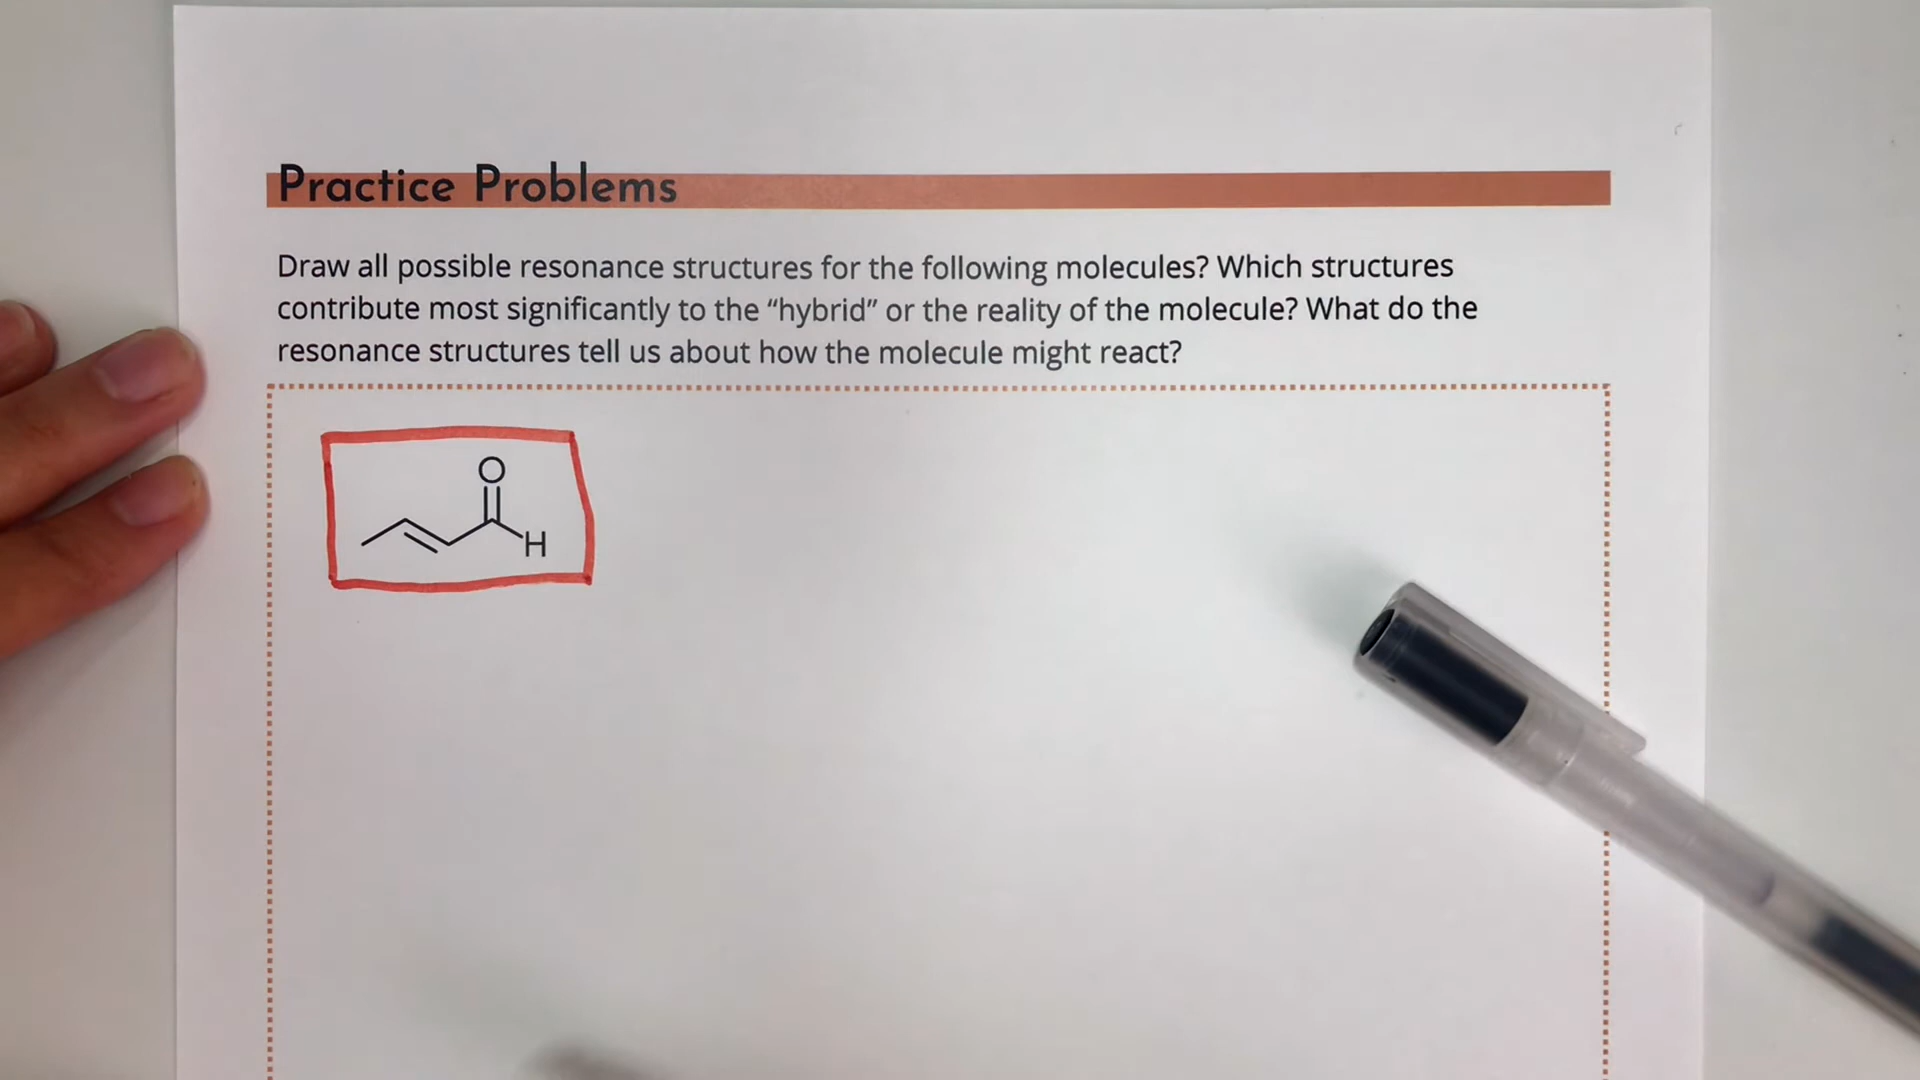 Practice Problems
Draw all possible resonance structures for the following molecules? Which structures
contribute most significantly to the “hybrid” or the reality of the molecule? What do the
resonance structures tell us about how the molecule might react?
O
H